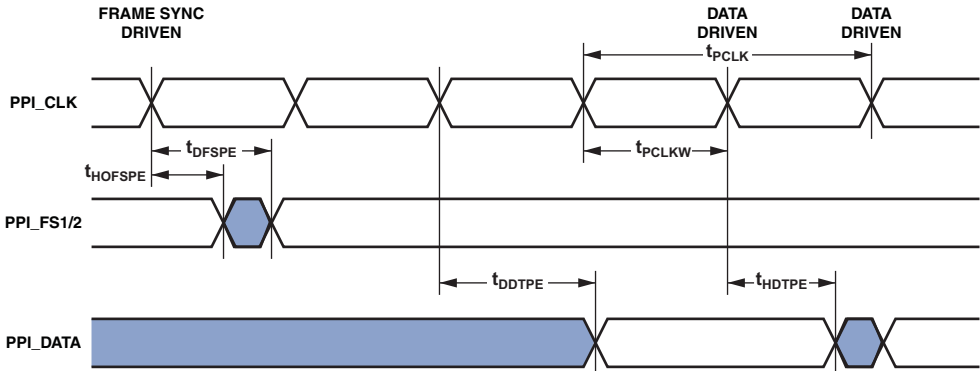 FRAME SYNC
DRIVEN
DATA
DRIVEN
DATA
DRIVEN
tPCLK
PPI_CLK
tDFSPE
tPCLKW
tHOFSPE
PPI_FS1/2
tDDTPE
tHDTPE
PPI_DATA